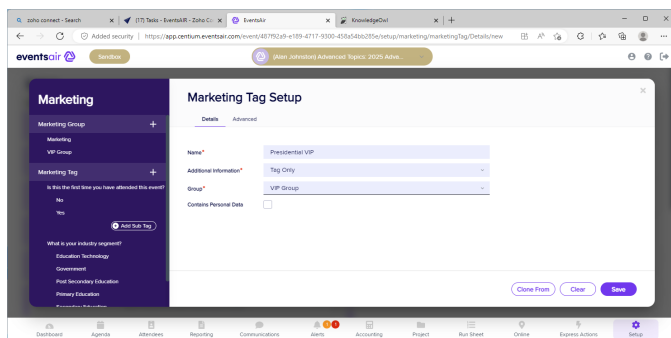 zoho connect - Search
(17) Tasks - EventsAIR - Zoho Co
EventsAir
KnowledgeOwl
Added security
https://app.centium.eventsair.com/event/487f92a9-e189-4717-9300-458a54bb285e/setup/marketing/marketingTag/Details/new
eventsair
Sandbox
(Alan Johnston) Advanced Topics: 2025 Adve...
Marketing
Marketing Group
Marketing
VIP Group
Marketing Tag
Is this the first time you have attended this event?
No
Yes
Add Sub Tag
What is your industry segment?
Education Technology
Government
Post Secondary Education
Primary Education
Secondary Education
Marketing Tag Setup
Details Advanced
Name* Presidential VIP
Additional Information* Tag Only
Group* VIP Group
Contains Personal Data
Clone From Clear Save
Dashboard Agenda Attendees Reporting Communications Alerts Accounting Project Run Sheet Online Express Actions Setup